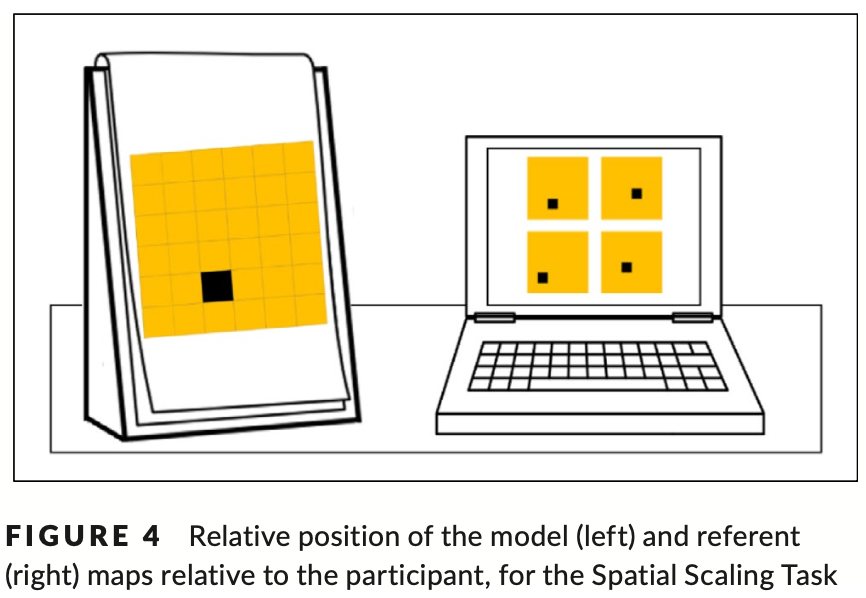 FIGURE 4 Relative position of the model (left) and referent
(right) maps relative to the participant, for the Spatial Scaling Task